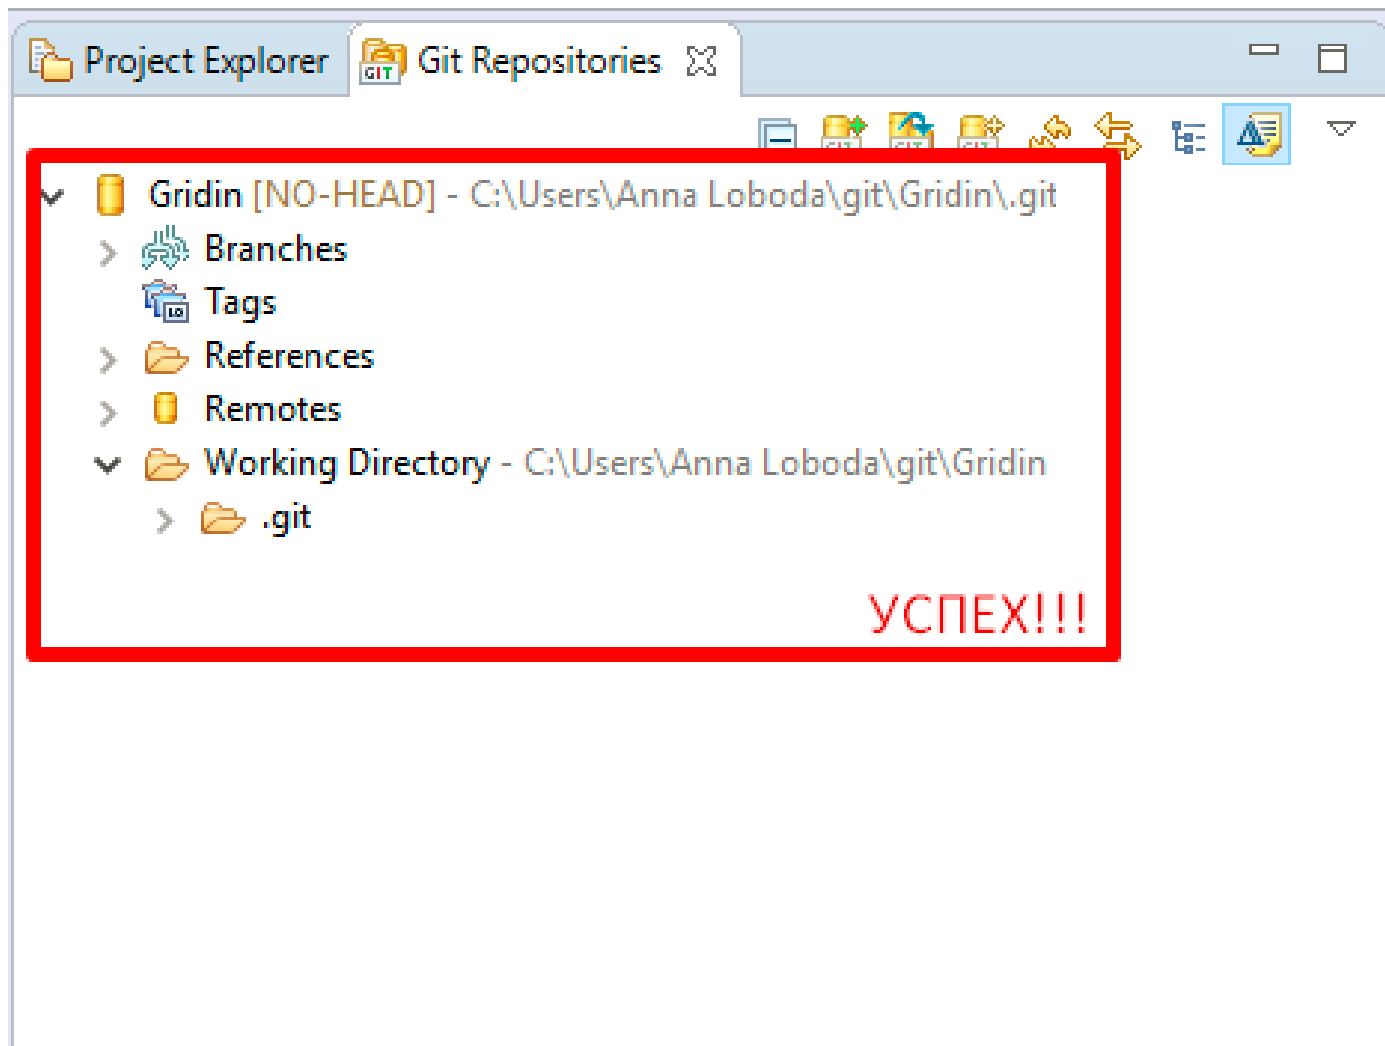 Project Explorer Git Repositories
GIT
Gridin [NO-HEAD] - C:\Users\Anna Loboda\git\Gridin\.git
Branches
Tags
References
Remotes
Working Directory - C:\Users\Anna Loboda\git\Gridin
.git
УСПЕХ!!!